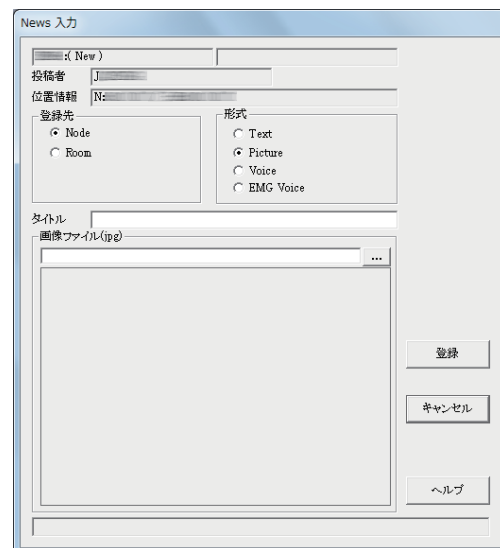 News 入力
:( New )
投稿者 J
位置情報 N:
登録先
Node
Room
形式
Text
Picture
Voice
EMG Voice
タイトル
画像ファイル(jpg)
...
登録
キャンセル
ヘルプ